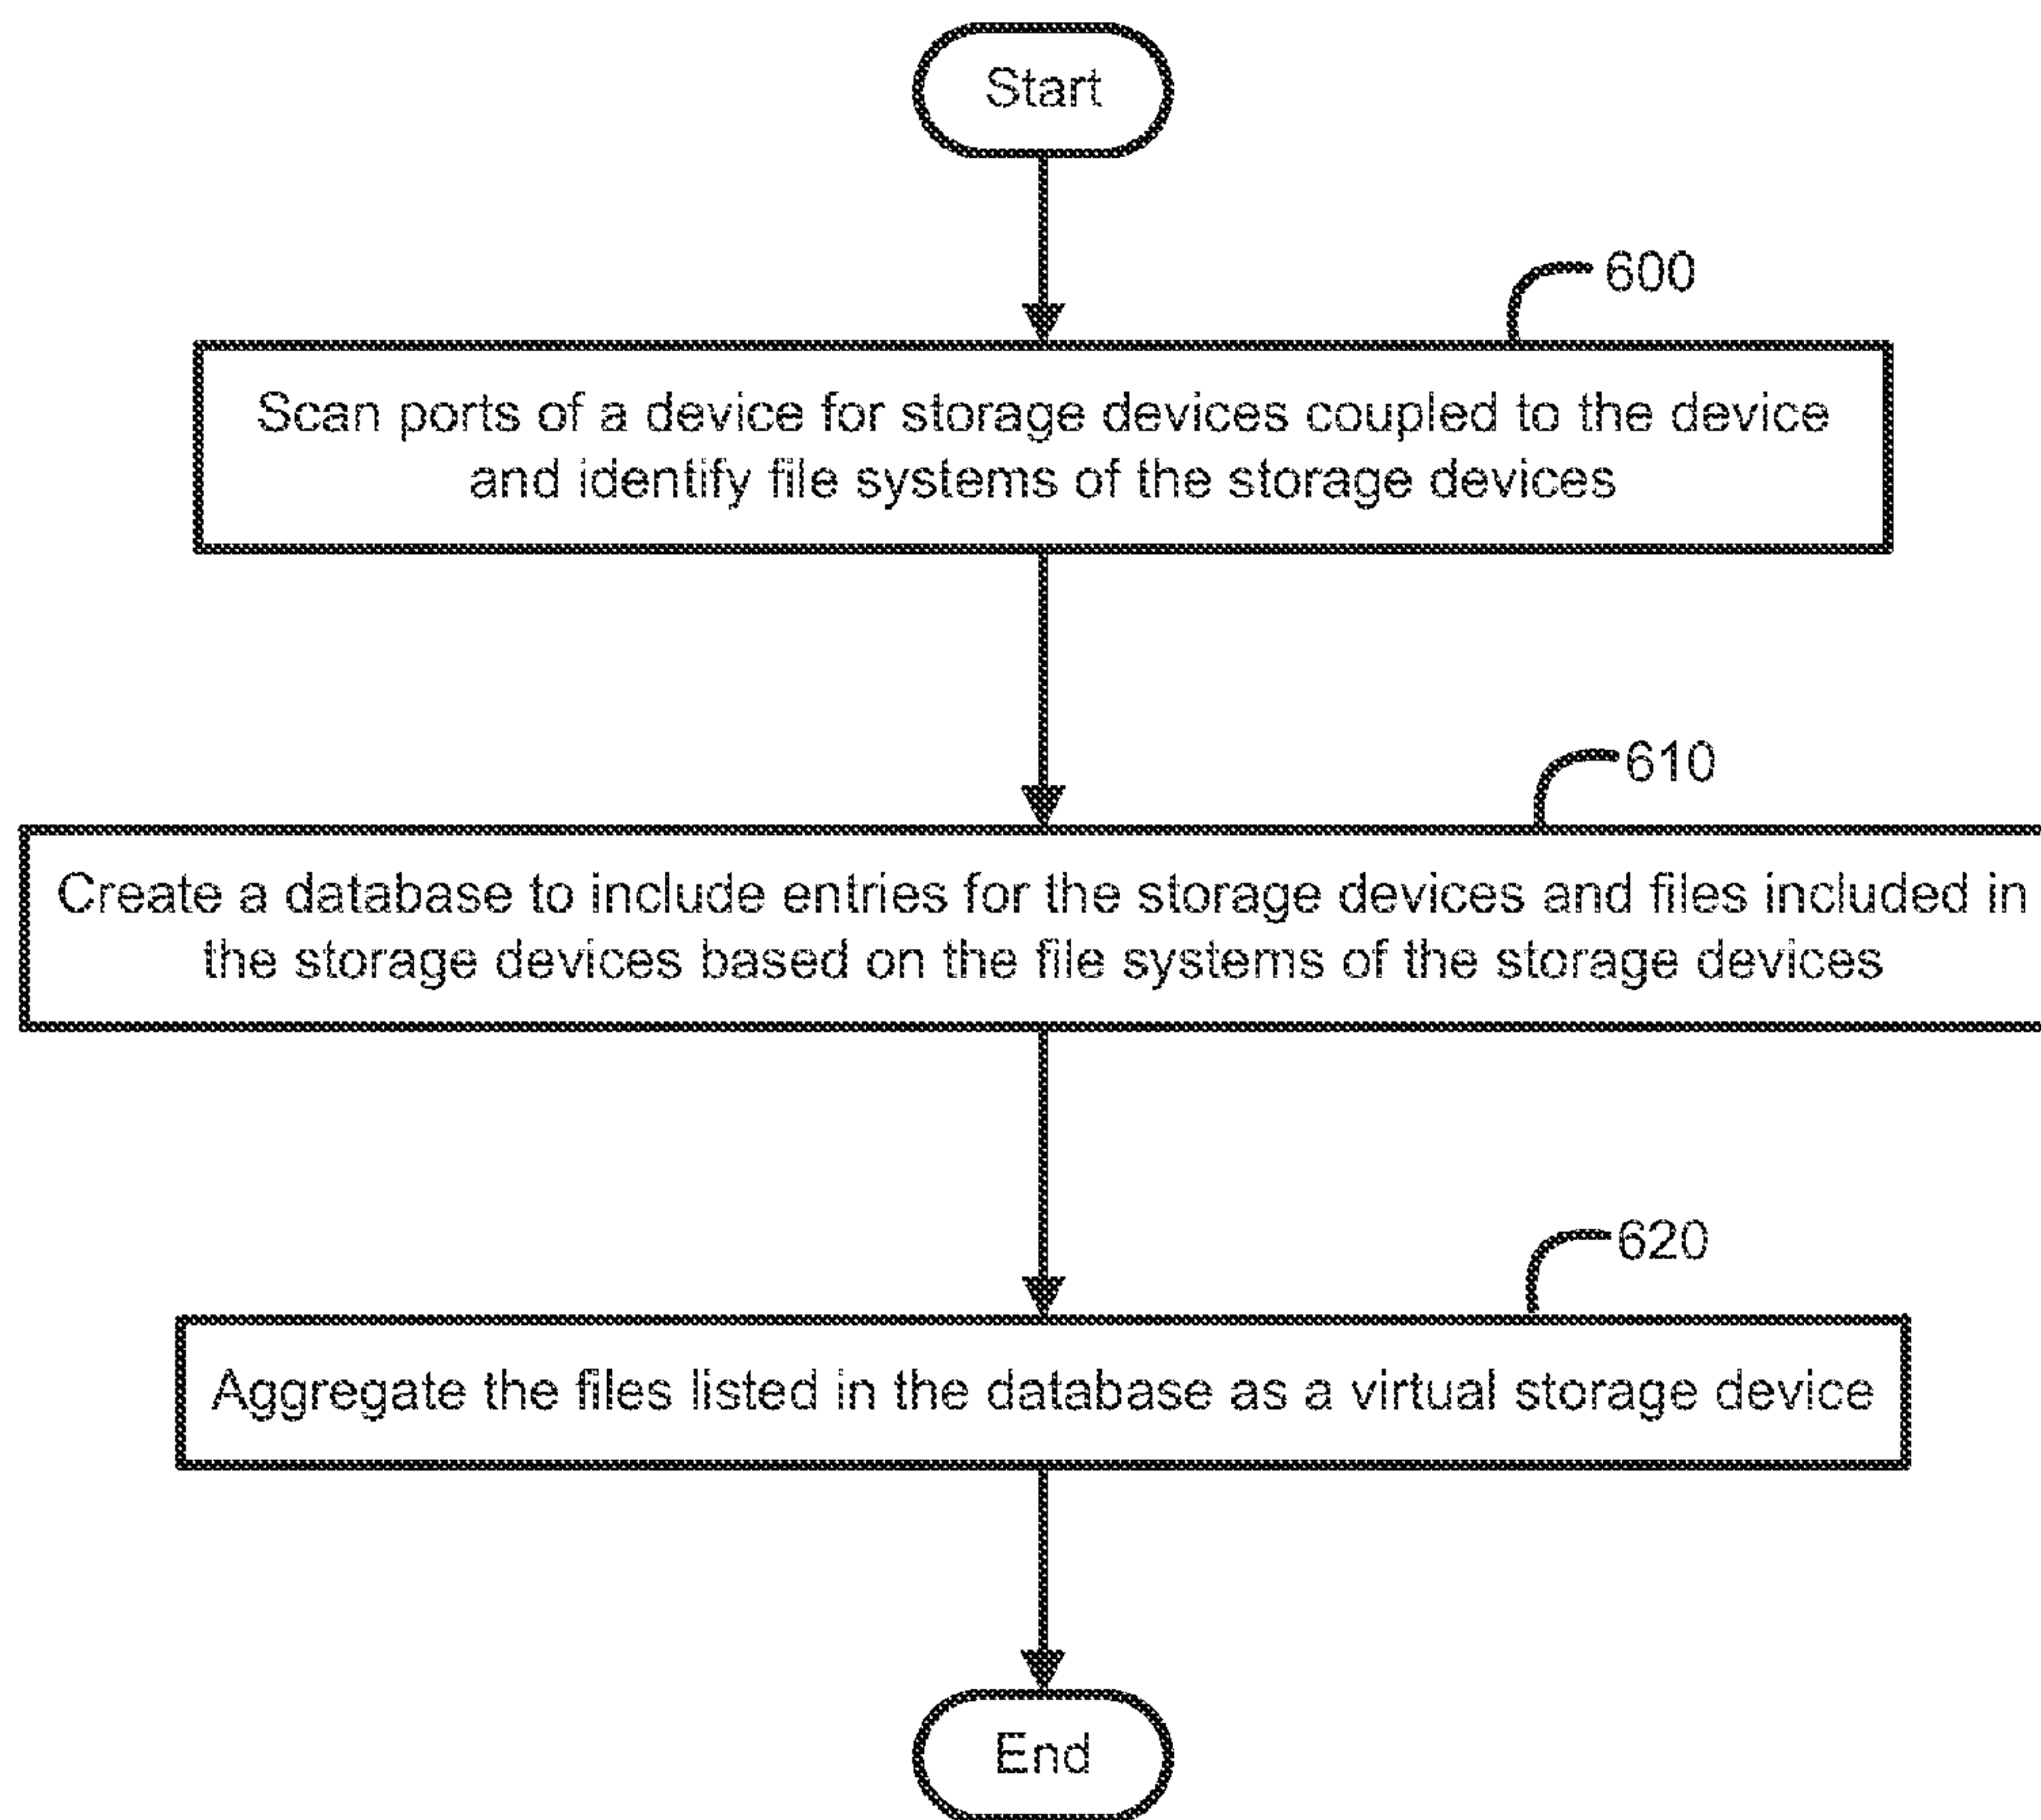 Start
600
Scan ports of a device for storage devices coupled to the device
and identify file systems of the storage devices
610
Create a database to include entries for the storage devices and files included in
the storage devices based on the file systems of the storage devices
620
Aggregate the files listed in the database as a virtual storage device
End